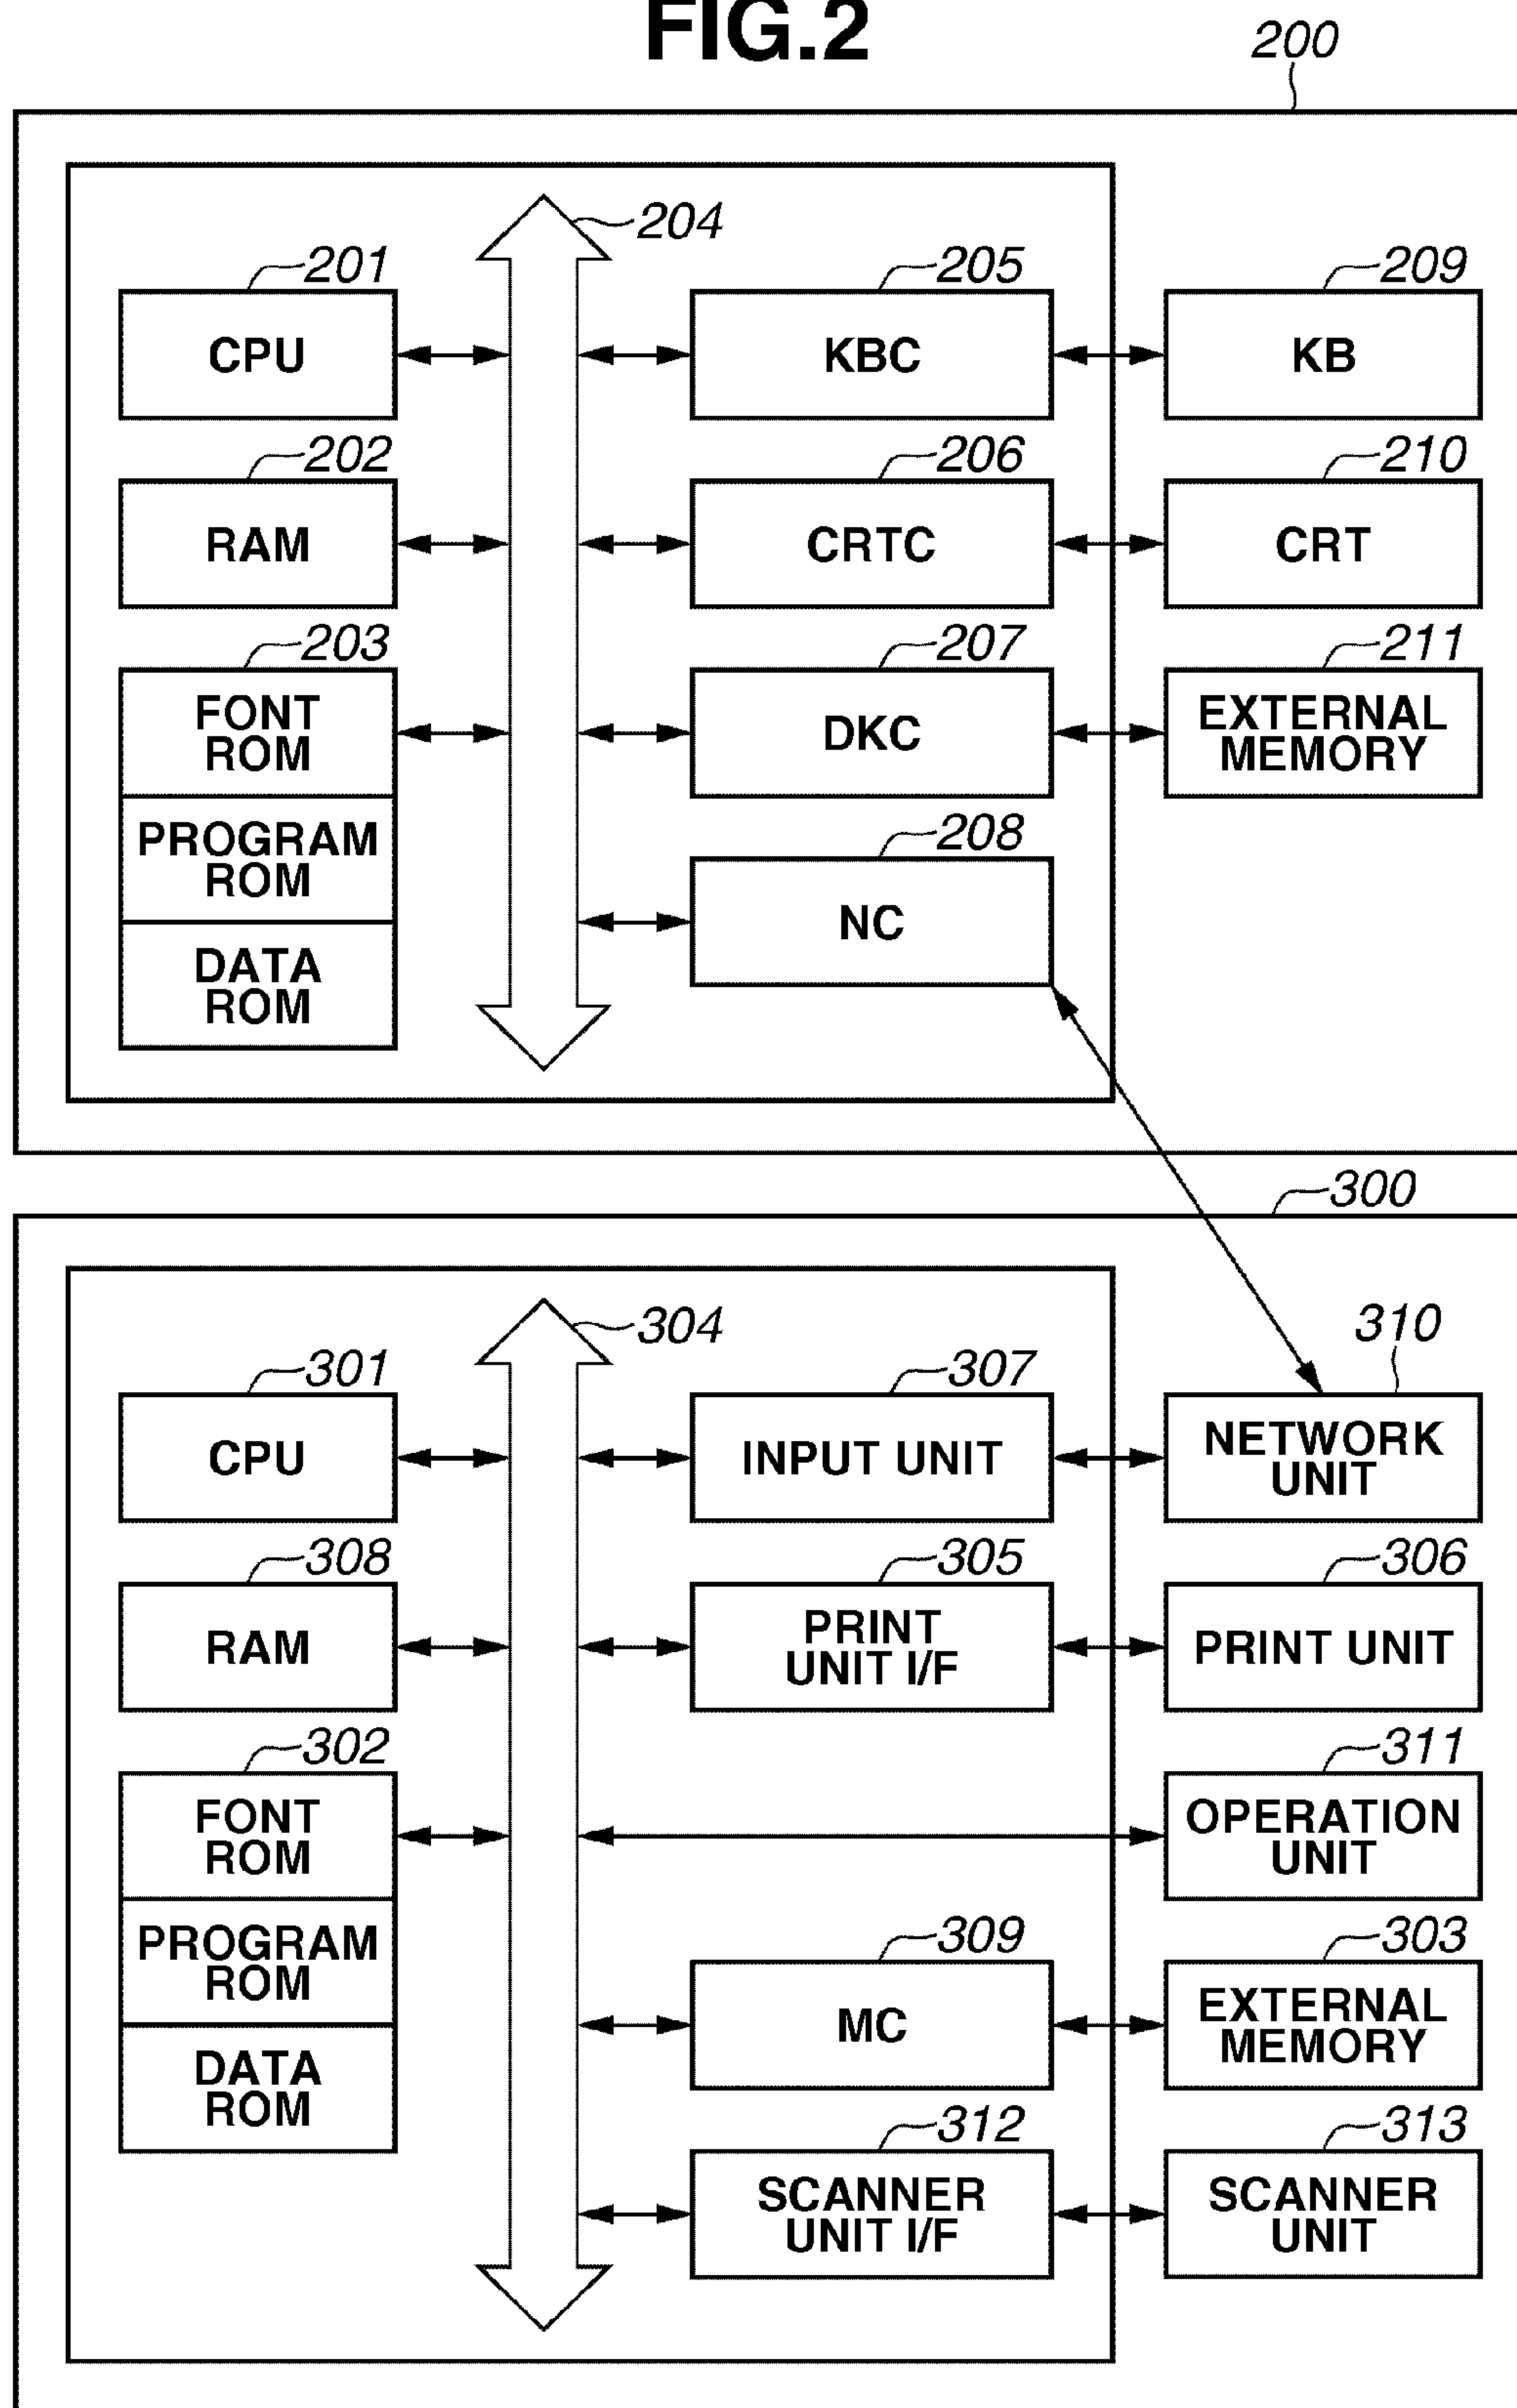 FIG.2
200
204
201
205
209
CPU
KBC
KB
202
206
210
RAM
CRTC
CRT
203
207
211
FONT
ROM
DKC
EXTERNAL
MEMORY
PROGRAM
ROM
208
NC
DATA
ROM
300
304
310
301
307
CPU
INPUT UNIT
NETWORK
UNIT
308
305
306
RAM
PRINT
UNIT I/F
PRINT UNIT
302
311
FONT
ROM
OPERATION
UNIT
PROGRAM
ROM
309
303
MC
EXTERNAL
MEMORY
DATA
ROM
312
313
SCANNER
UNIT I/F
SCANNER
UNIT